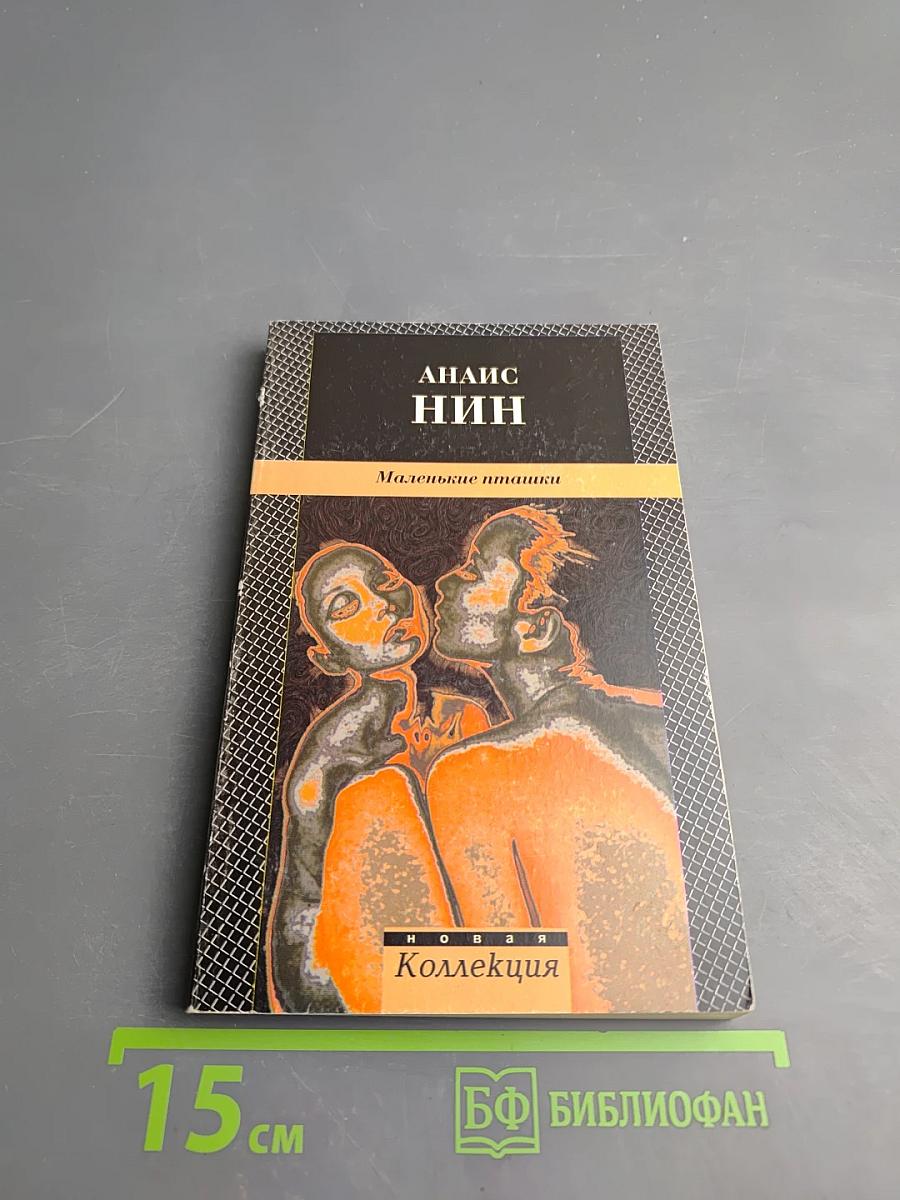 АНАИС
НИН
Маленькие пташки
новая
Коллекция
15 см
БФ БИБЛИОФАН